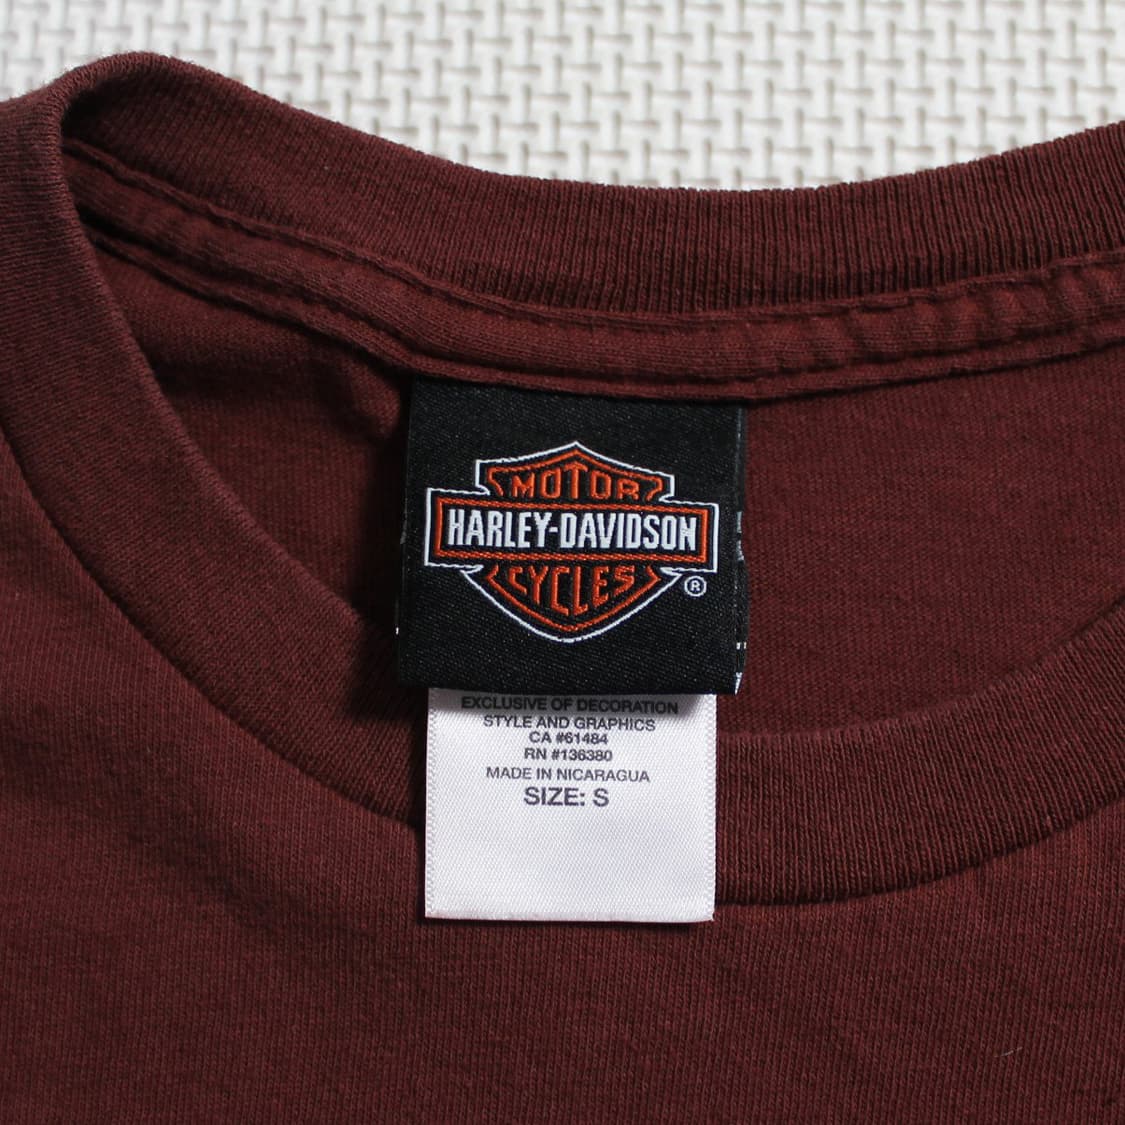 MOTOR
HARLEY-DAVIDSON
CYCLES
®
EXCLUSIVE OF DECORATION
STYLE AND GRAPHICS
CA #61484
RN #136380
MADE IN NICARAGUA
SIZE: S